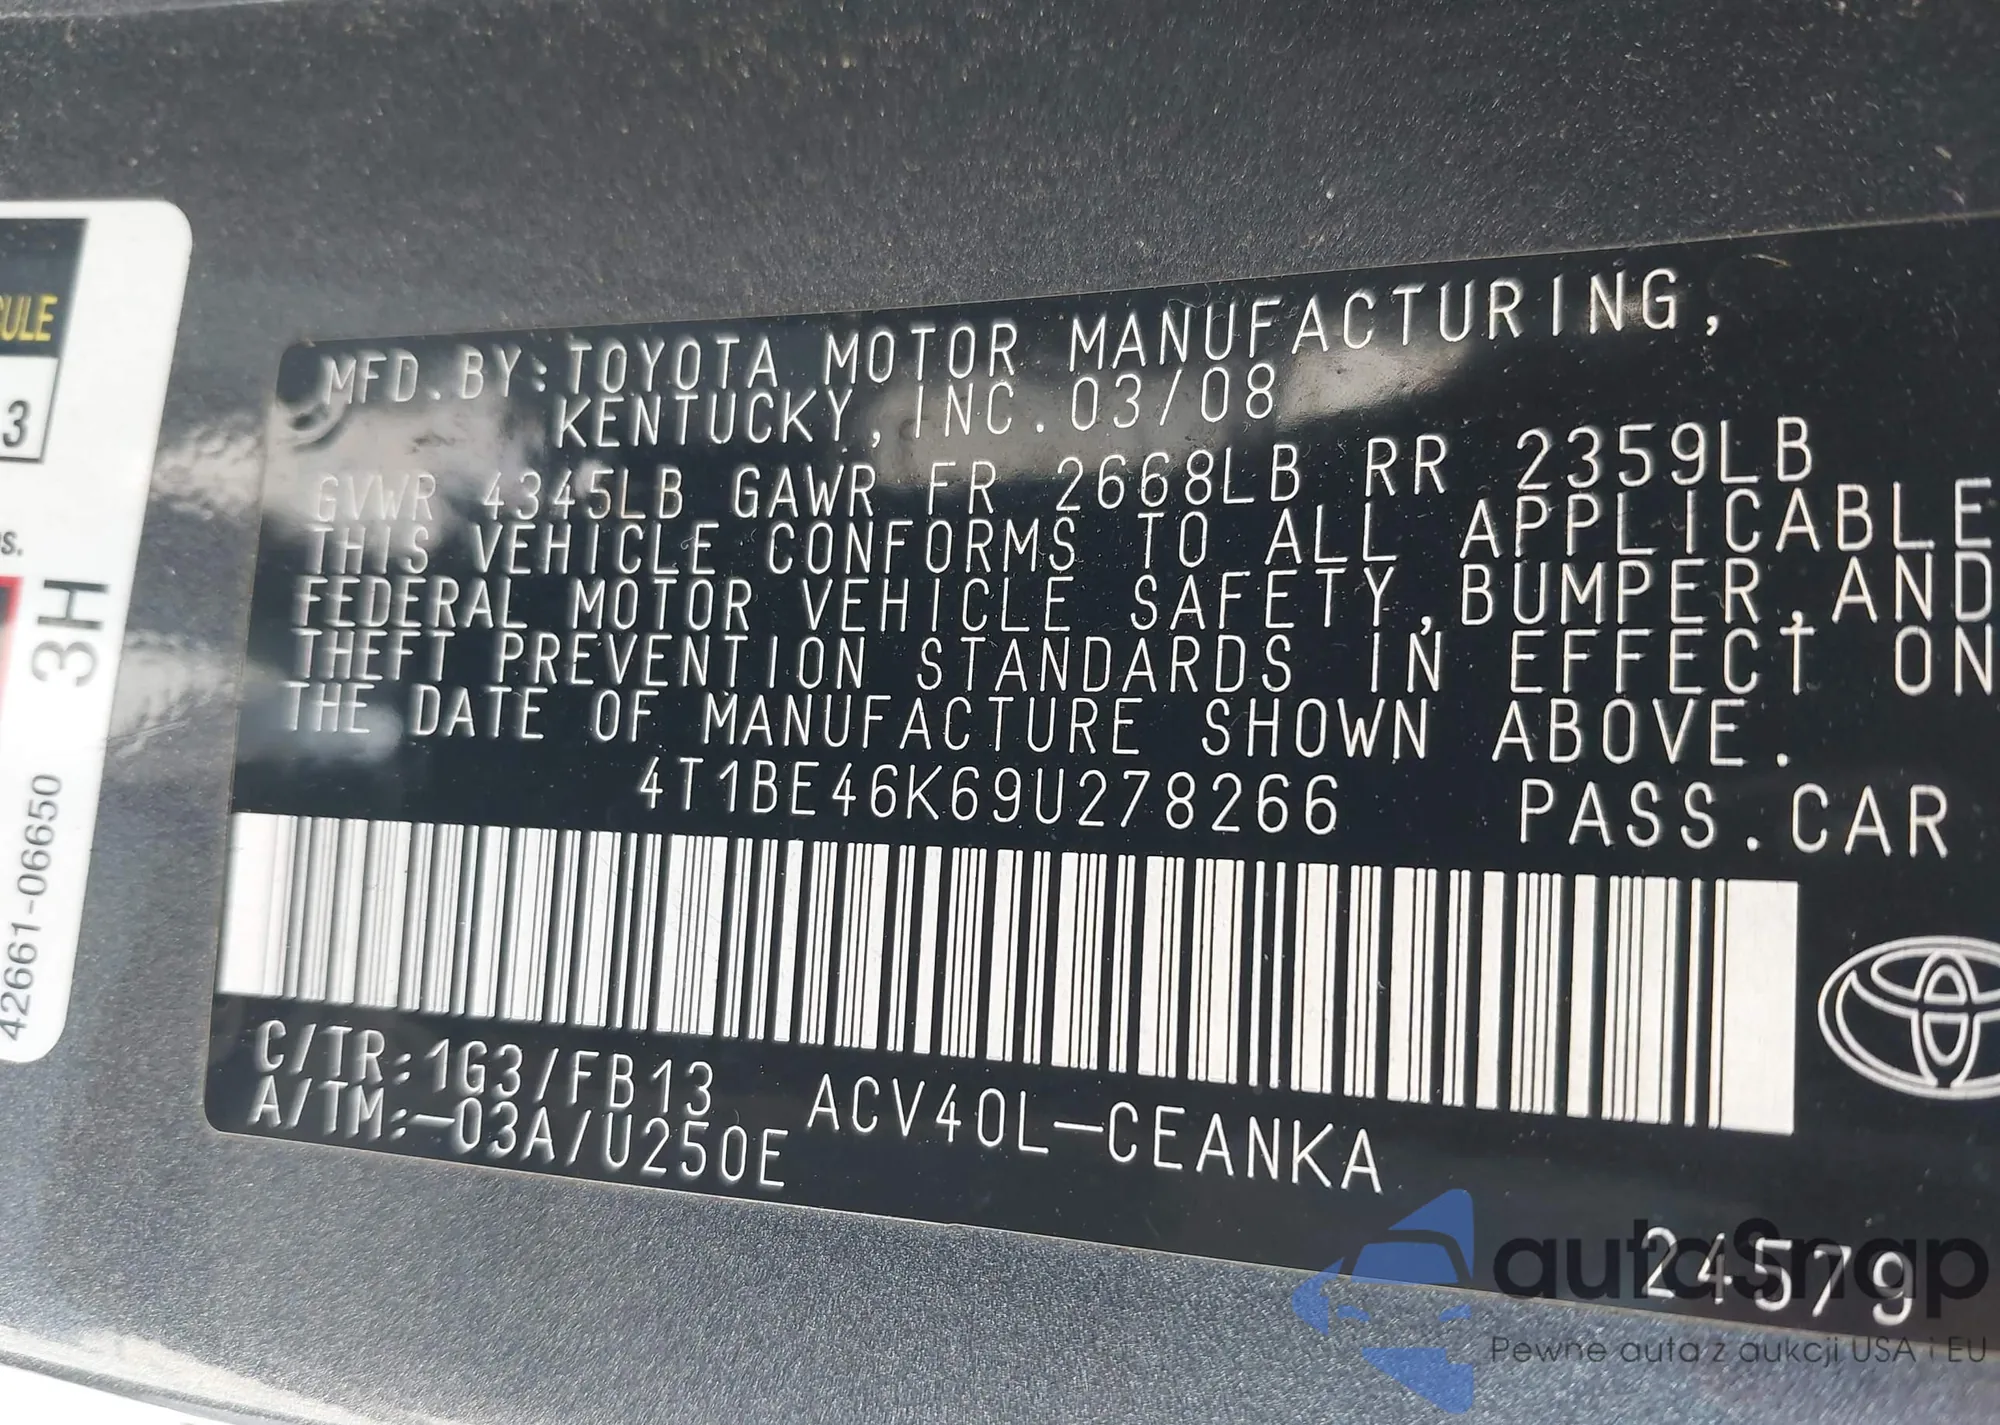 CULE
3
s.
3H
42661-06650
MFD.BY:TOYOTA MOTOR MANUFACTURING,
KENTUCKY, INC.03/08
GVWR 4345LB GAWR FR 2668LB RR 2359LB
THIS VEHICLE CONFORMS TO ALL APPLICABLE
FEDERAL MOTOR VEHICLE SAFETY,BUMPER,AND
THEFT PREVENTION STANDARDS IN EFFECT ON
THE DATE OF MANUFACTURE SHOWN ABOVE.
4T1BE46K69U278266 PASS.CAR
C/TR:1G3/FB13 ACV40L-CEANKA
A/TM:-03A/U250E
24579
autoSnap
Pewne auta z aukcji USA i EU